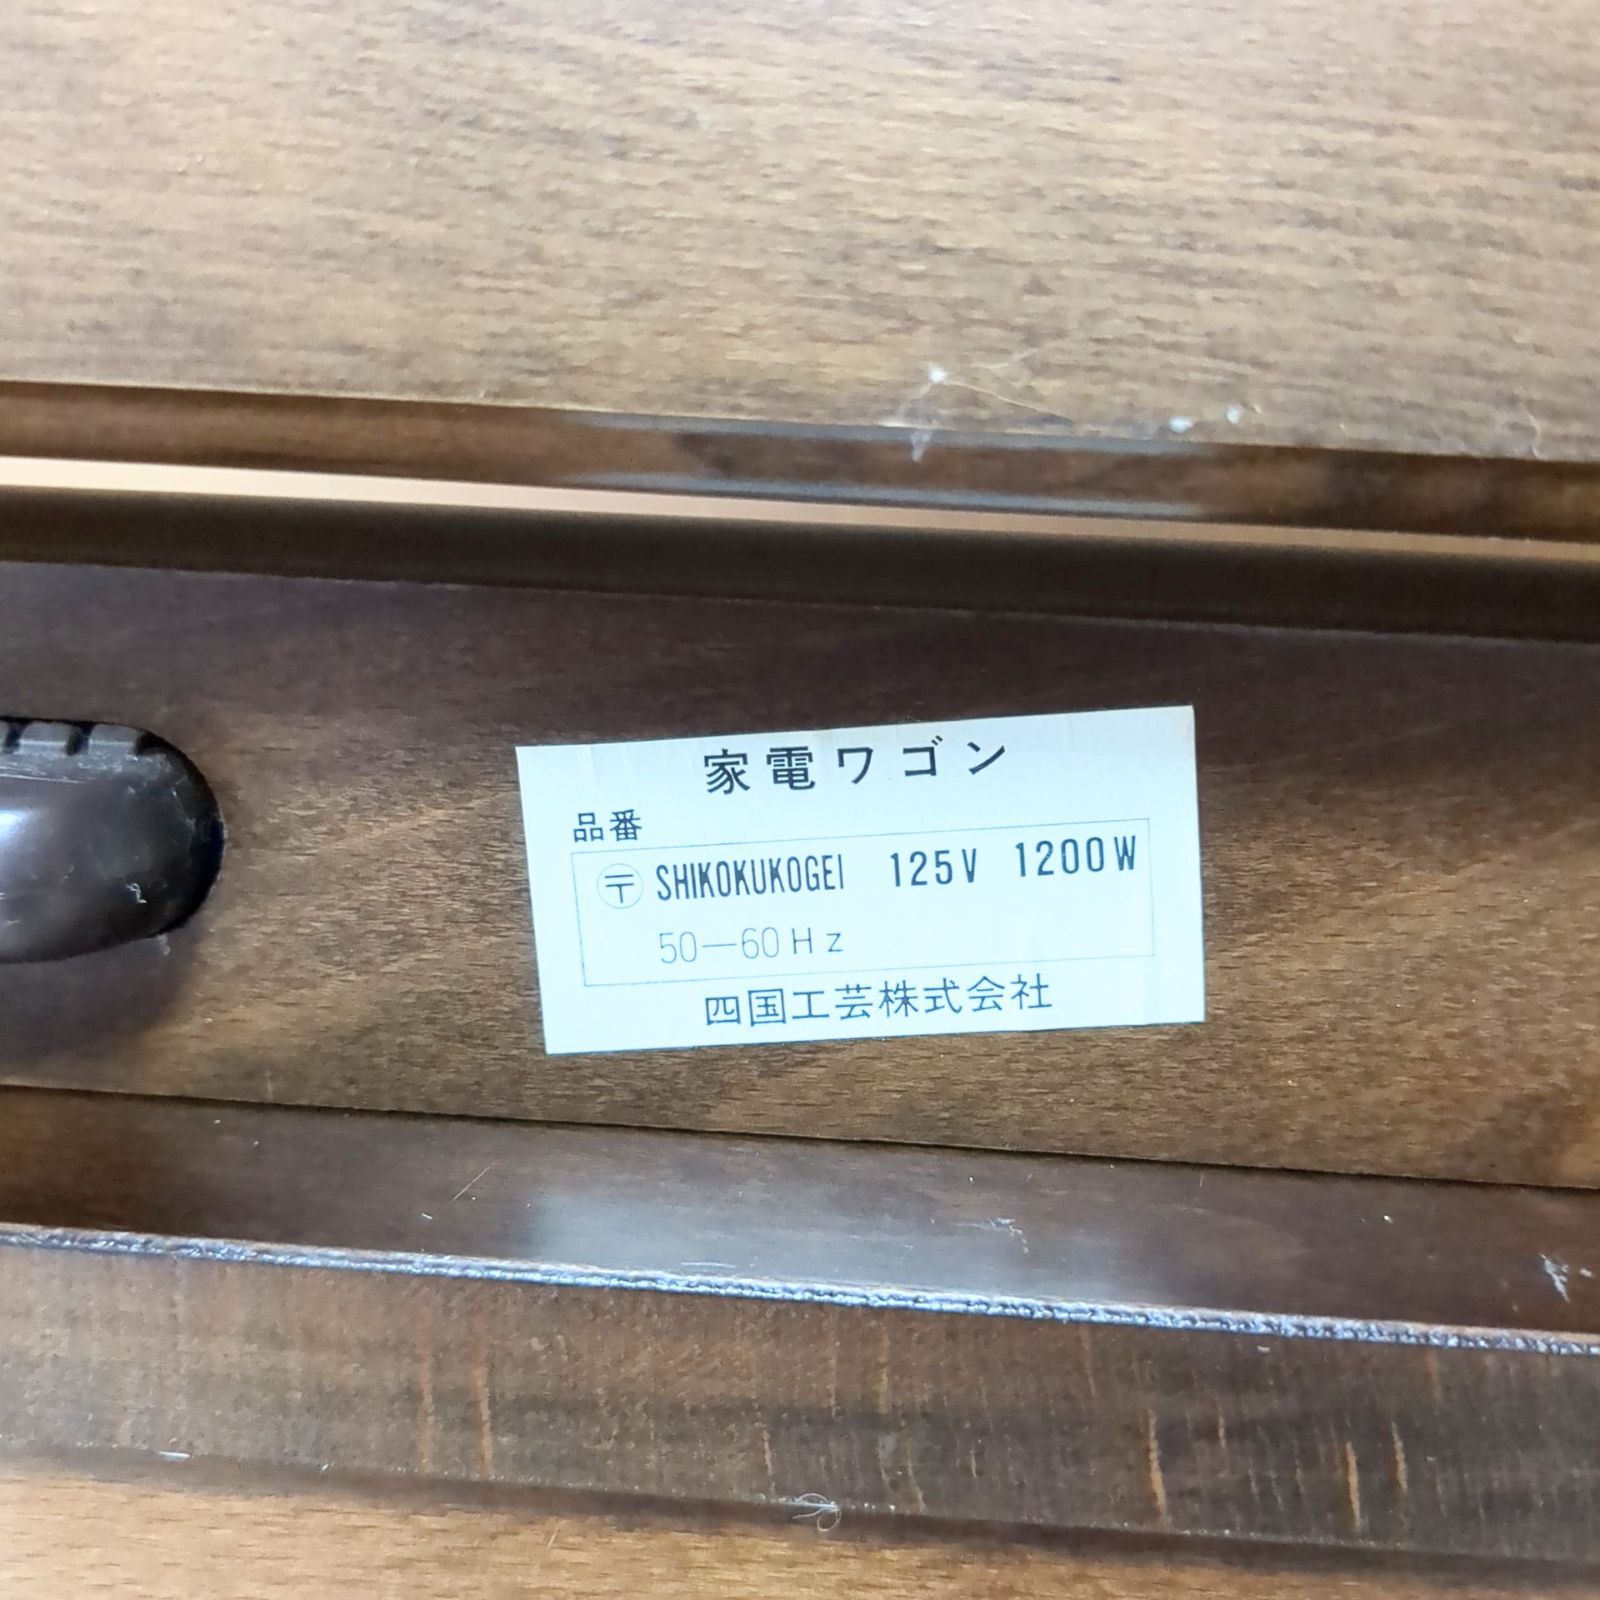 家電ワゴン
品番
〶 SHIKOKUKOGEI 125V 1200W
50—60Hz
四国工芸株式会社